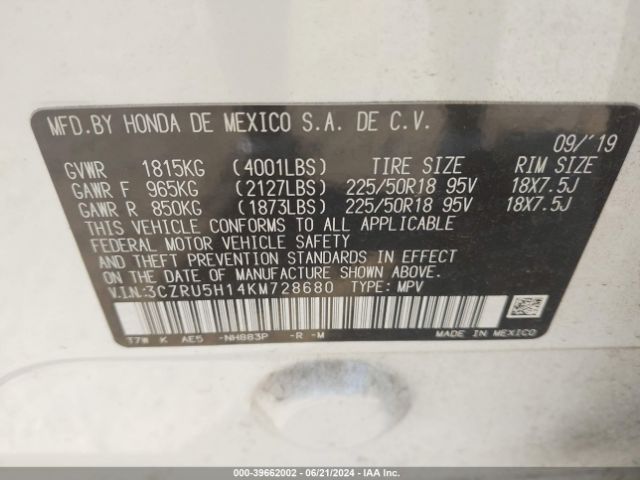 MFD.BY HONDA DE MEXICO S.A. DE C.V.
09/'19
GVWR 1815KG (4001LBS) TIRE SIZE RIM SIZE
GAWR F 965KG (2127LBS) 225/50R18 95V 18X7.5J
GAWR R 850KG (1873LBS) 225/50R18 95V 18X7.5J
THIS VEHICLE CONFORMS TO ALL APPLICABLE
FEDERAL MOTOR VEHICLE SAFETY
AND THEFT PREVENTION STANDARDS IN EFFECT
ON THE DATE OF MANUFACTURE SHOWN ABOVE.
V.I.N.:3CZRU5H14KM728680 TYPE: MPV
T7W K AE5 -NH883P -R -M MADE IN MEXICO
000-39662002 - 06/21/2024 - IAA Inc.